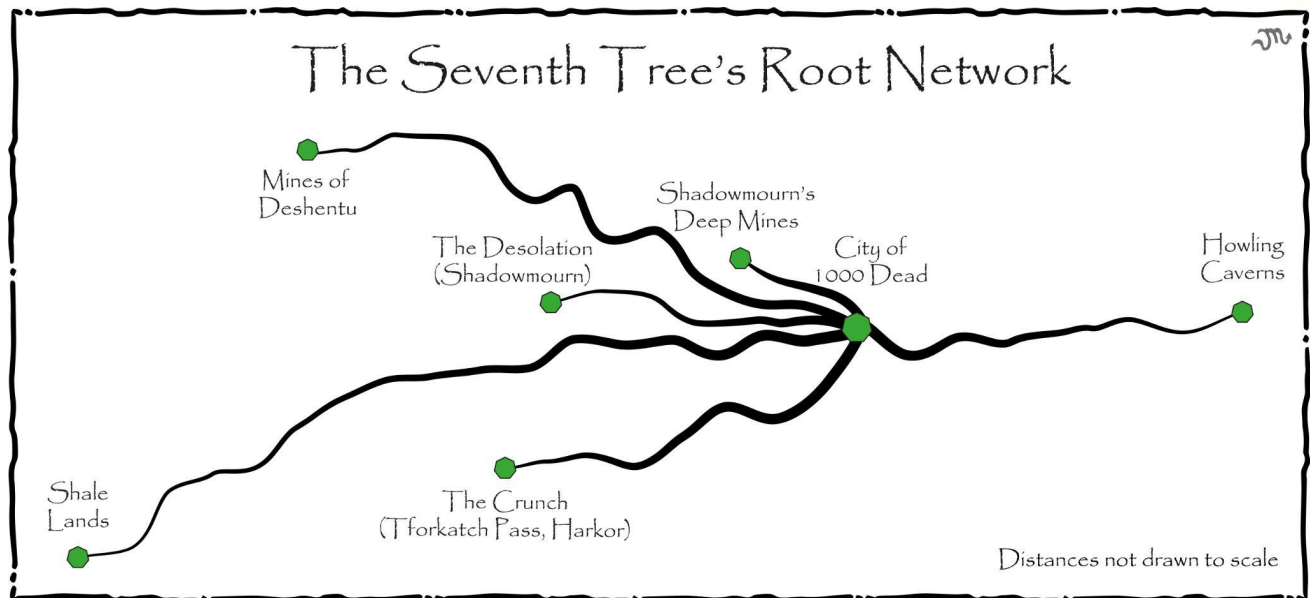 The Seventh Tree's Root Network
Mines of
Deshentu
Shadowmourn's
Deep Mines
The Desolation
(Shadowmourn)
City of
1000 Dead
Howling
Caverns
Shale
Lands
The Crunch
(Tforkatch Pass, Harkor)
Distances not drawn to scale